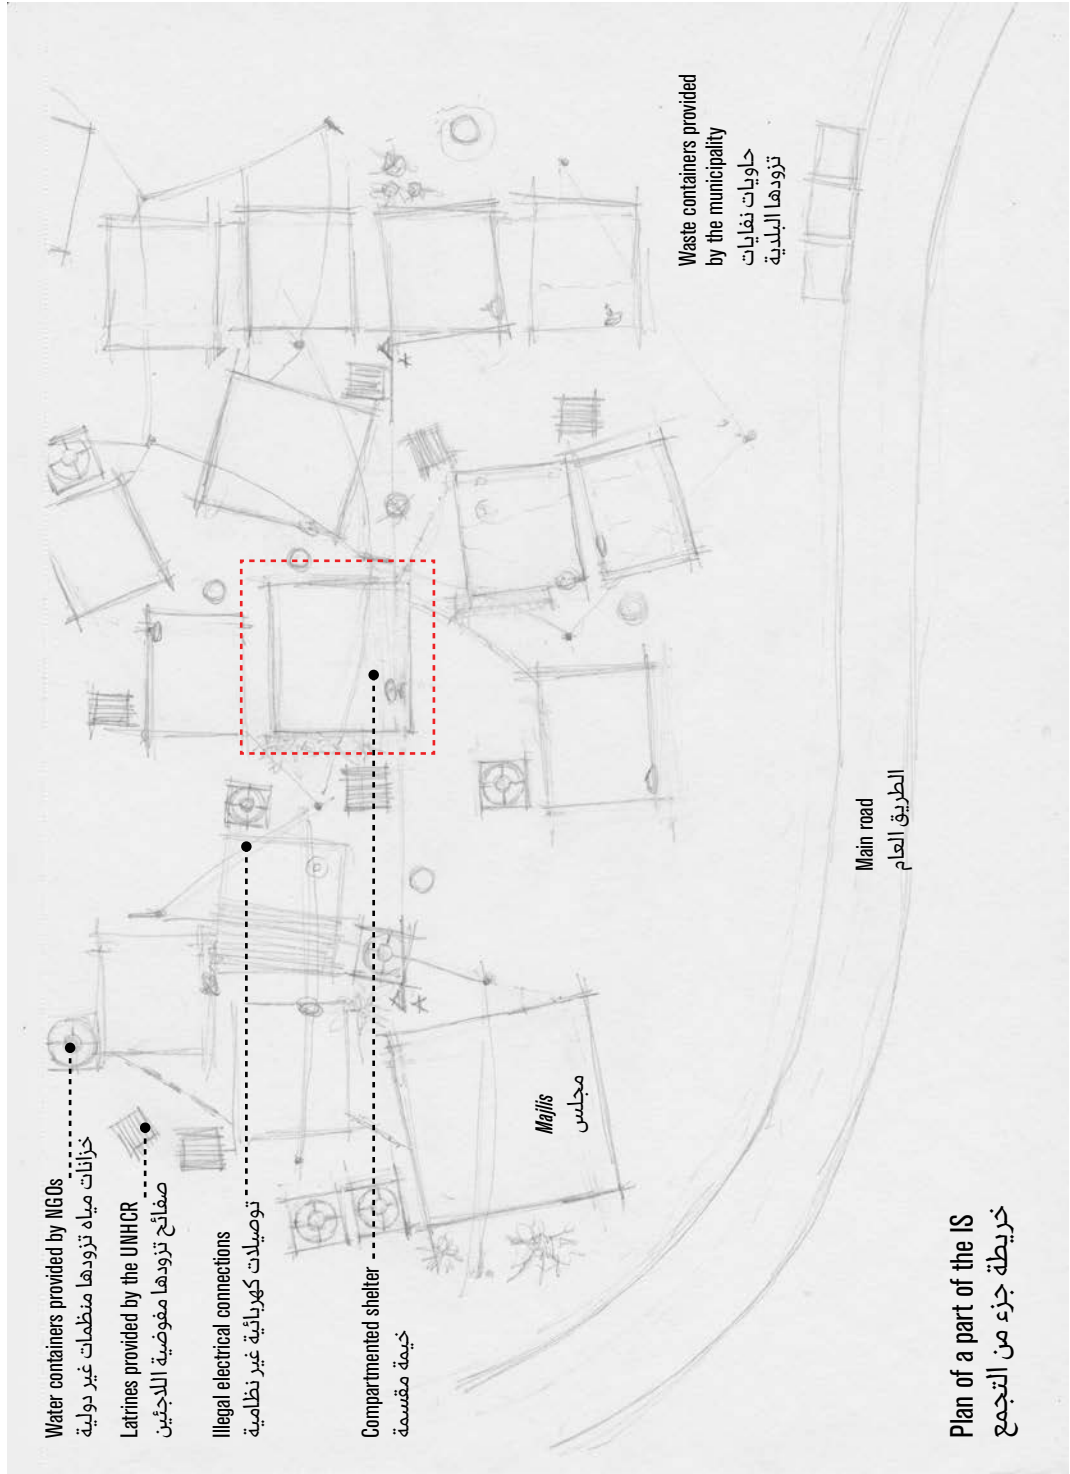 Water containers provided by NGOs
خزانات مياه تزودها منظمات غير دولية
Latrines provided by the UNHCR
صفائح تزودها مفوضية اللاجئين
Illegal electrical connections
توصيلات كهربائية غير نظامية
Compartmented shelter
خيمة مقسمة
Majlis
مجلس
Waste containers provided
by the municipality
حاويات نفايات
تزودها البلدية
Main road
الطريق العام
Plan of a part of the IS
خريطة جزء من التجمع